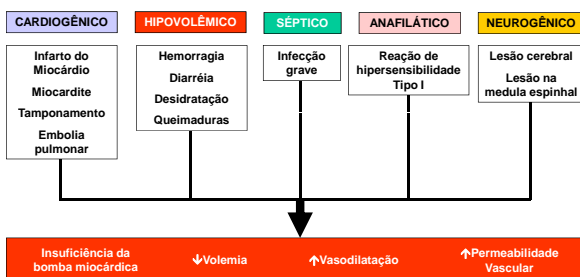 CARDIOGÊNICO
HIPOVOLÊMICO
SÉPTICO
ANAFILÁTICO
NEUROGÊNICO
Infarto do
Miocárdio
Miocardite
Tamponamento
Embolia
pulmonar
Hemorragia
Diarréia
Desidratação
Queimaduras
Infecção
grave
Reação de
hipersensibilidade
Tipo I
Lesão cerebral
Lesão na
medula espinhal
Insuficiência da
bomba miocárdica
↓Volemia
↑Vasodilatação
↑Permeabilidade
Vascular